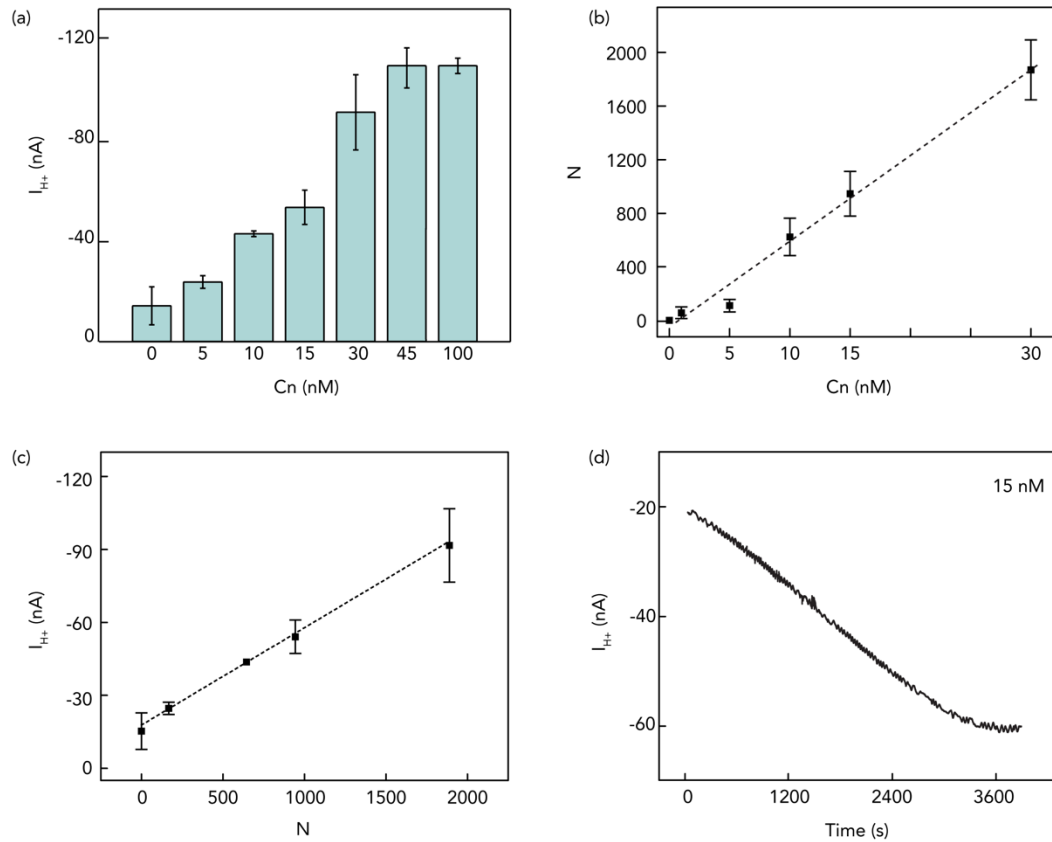 (a)
-120
-80
-40
0
I_H+ (nA)
0 5 10 15 30 45 100
Cn (nM)
(b)
2000
1600
1200
800
400
0
N
0 5 10 15 30
Cn (nM)
(c)
-120
-90
-60
-30
0
I_H+ (nA)
0 500 1000 1500 2000
N
(d)
15 nM
-20
-40
-60
I_H+ (nA)
0 1200 2400 3600
Time (s)